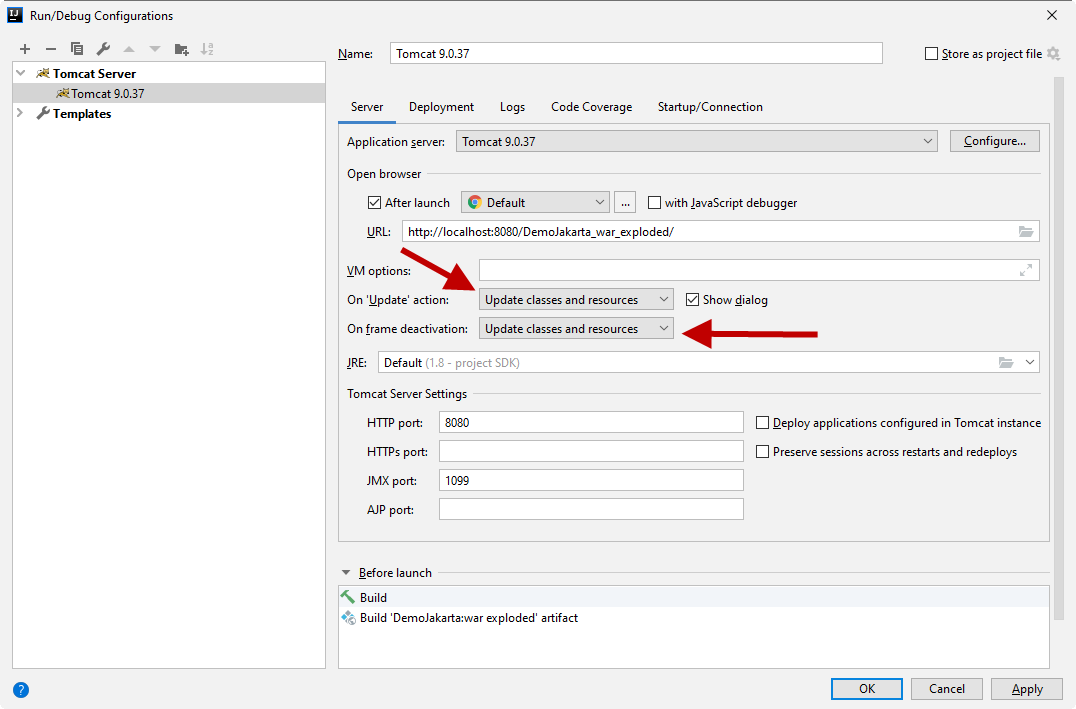 Run/Debug Configurations
Name: Tomcat 9.0.37 Store as project file
Tomcat Server
Tomcat 9.0.37
Templates
Server Deployment Logs Code Coverage Startup/Connection
Application server: Tomcat 9.0.37 Configure...
Open browser
After launch Default ... with JavaScript debugger
URL: http://localhost:8080/DemoJakarta_war_exploded/
VM options:
On 'Update' action: Update classes and resources Show dialog
On frame deactivation: Update classes and resources
JRE: Default (1.8 - project SDK)
Tomcat Server Settings
HTTP port: 8080 Deploy applications configured in Tomcat instance
HTTPs port: Preserve sessions across restarts and redeploys
JMX port: 1099
AJP port:
Before launch
Build
Build 'DemoJakarta:war exploded' artifact
? OK Cancel Apply